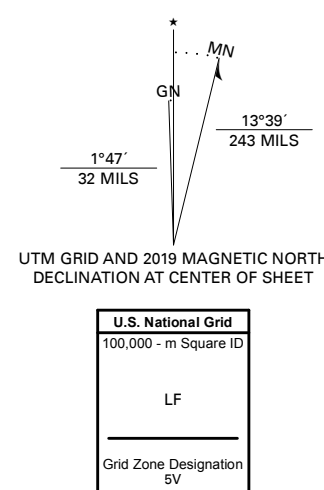 ★
MN
GN
13°39´
243 MILS
1°47´
32 MILS
UTM GRID AND 2019 MAGNETIC NORTH
DECLINATION AT CENTER OF SHEET
U.S. National Grid
100,000 - m Square ID
LF
Grid Zone Designation
5V